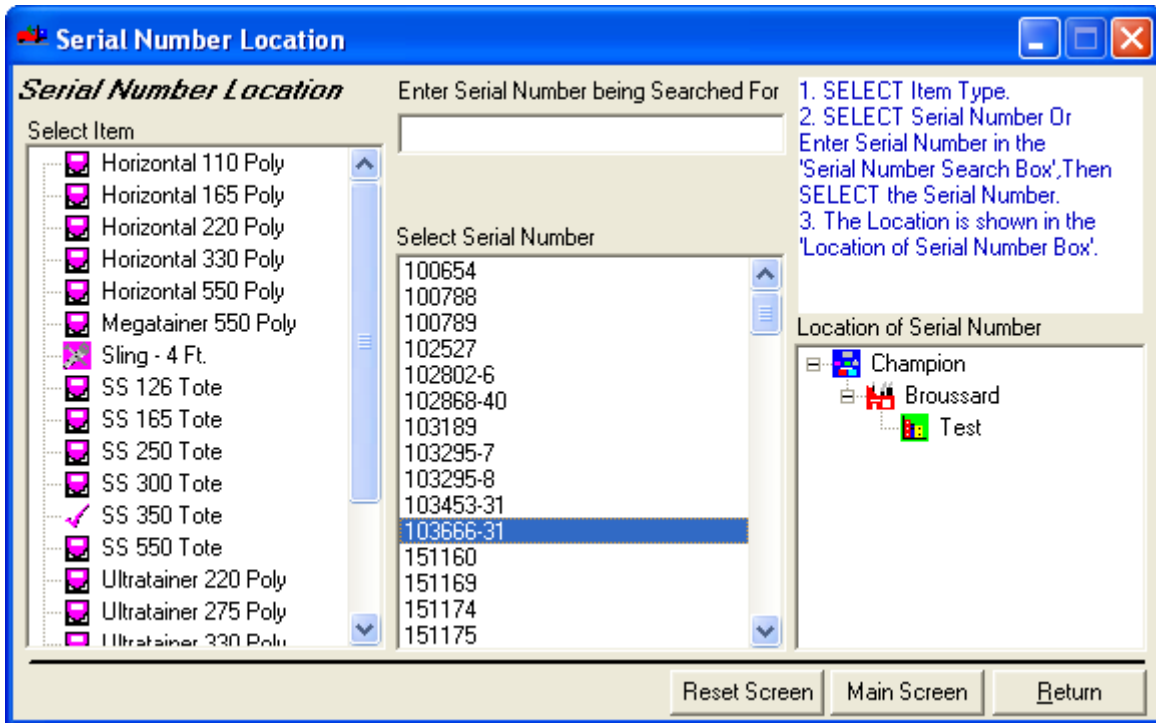 Serial Number Location
Serial Number Location
Select Item
Horizontal 110 Poly
Horizontal 165 Poly
Horizontal 220 Poly
Horizontal 330 Poly
Horizontal 550 Poly
Megatainer 550 Poly
Sling - 4 Ft.
SS 126 Tote
SS 165 Tote
SS 250 Tote
SS 300 Tote
SS 350 Tote
SS 550 Tote
Ultratainer 220 Poly
Ultratainer 275 Poly
Ultratainer 330 Poly
Enter Serial Number being Searched For
Select Serial Number
100654
100788
100789
102527
102802-6
102868-40
103189
103295-7
103295-8
103453-31
103666-31
151160
151169
151174
151175
1. SELECT Item Type.
2. SELECT Serial Number Or
Enter Serial Number in the
'Serial Number Search Box',Then
SELECT the Serial Number.
3. The Location is shown in the
'Location of Serial Number Box'.
Location of Serial Number
Champion
Broussard
Test
Reset Screen
Main Screen
Return